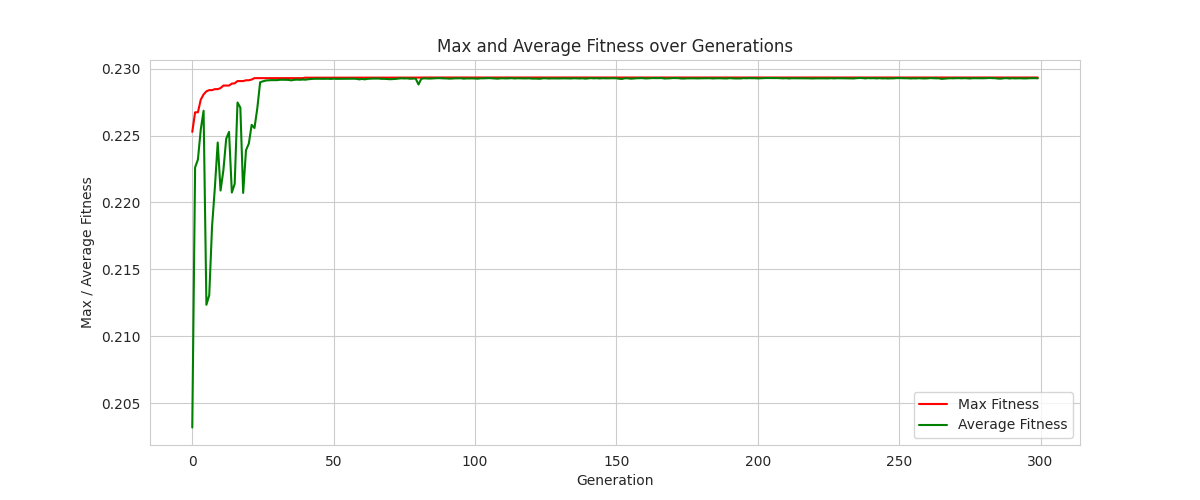 Max and Average Fitness over Generations
Max / Average Fitness
0.230
0.225
0.220
0.215
0.210
0.205
0
50
100
150
200
250
300
Generation
Max Fitness
Average Fitness